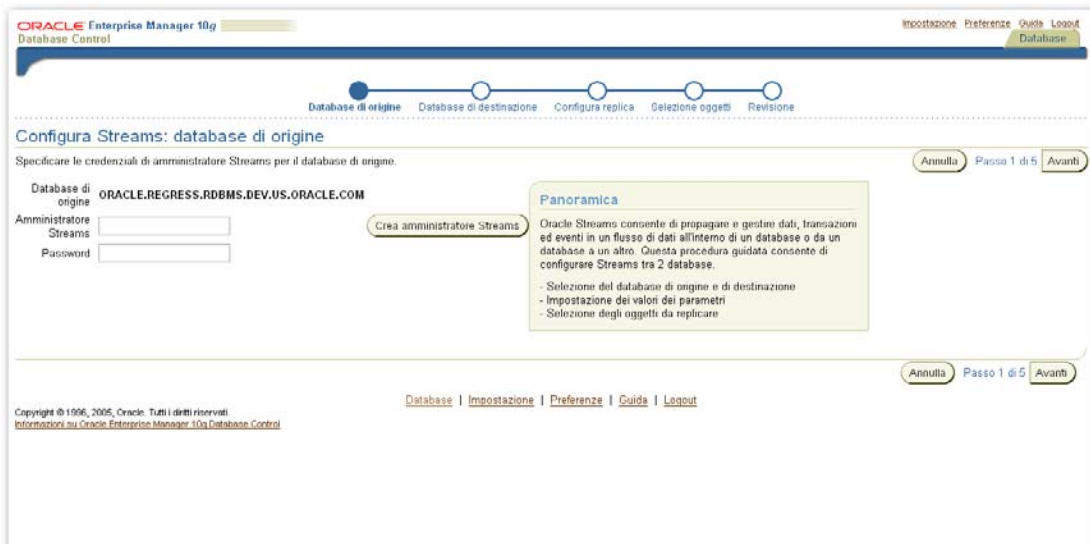 ORACLE Enterprise Manager 10g
Database Control
Impostazione Preferenze Guida Logout
Database
Database di origine Database di destinazione Configura replica Selezione oggetti Revisione
Configura Streams: database di origine
Specificare le credenziali di amministratore Streams per il database di origine.
Annulla Passo 1 di 5 Avanti
Database di
origine ORACLE.REGRESS.RDBMS.DEV.US.ORACLE.COM
Amministratore
Streams
Crea amministratore Streams
Password
Panoramica
Oracle Streams consente di propagare e gestire dati, transazioni
ed eventi in un flusso di dati all'interno di un database o da un
database a un altro. Questa procedura guidata consente di
configurare Streams tra 2 database.
- Selezione del database di origine e di destinazione
- Impostazione dei valori dei parametri
- Selezione degli oggetti da replicare
Annulla Passo 1 di 5 Avanti
Database | Impostazione | Preferenze | Guida | Logout
Copyright © 1996, 2005, Oracle. Tutti i diritti riservati.
Informazioni su Oracle Enterprise Manager 10g Database Control